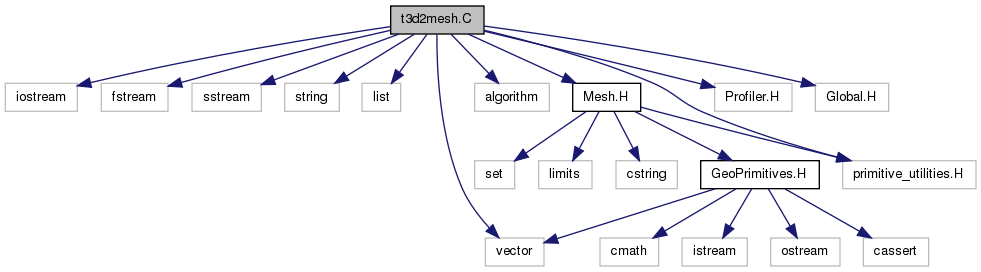 t3d2mesh.C
iostream
fstream
sstream
string
list
algorithm
Mesh.H
Profiler.H
Global.H
set
limits
cstring
GeoPrimitives.H
primitive_utilities.H
vector
cmath
istream
ostream
cassert